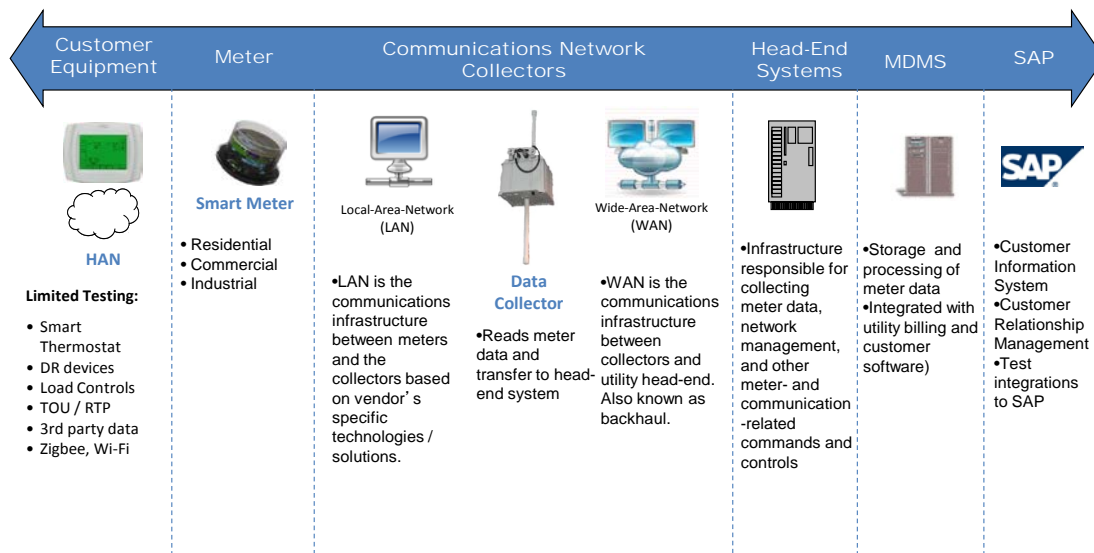 Customer
Equipment
Meter
Communications Network
Collectors
Head-End
Systems
MDMS
SAP
HAN
Limited Testing:
• Smart
Thermostat
• DR devices
• Load Controls
• TOU / RTP
• 3rd party data
• Zigbee, Wi-Fi
Smart Meter
• Residential
• Commercial
• Industrial
Local-Area-Network
(LAN)
•LAN is the
communications
infrastructure
between meters
and the
collectors based
on vendor's
specific
technologies /
solutions.
Data
Collector
•Reads meter
data and
transfer to head-
end system
Wide-Area-Network
(WAN)
•WAN is the
communications
infrastructure
between
collectors and
utility head-end.
Also known as
backhaul.
•Infrastructure
responsible for
collecting
meter data,
network
management,
and other
meter- and
communication
-related
commands and
controls
•Storage and
processing of
meter data
•Integrated with
utility billing and
customer
software)
SAP®
•Customer
Information
System
•Customer
Relationship
Management
•Test
integrations
to SAP